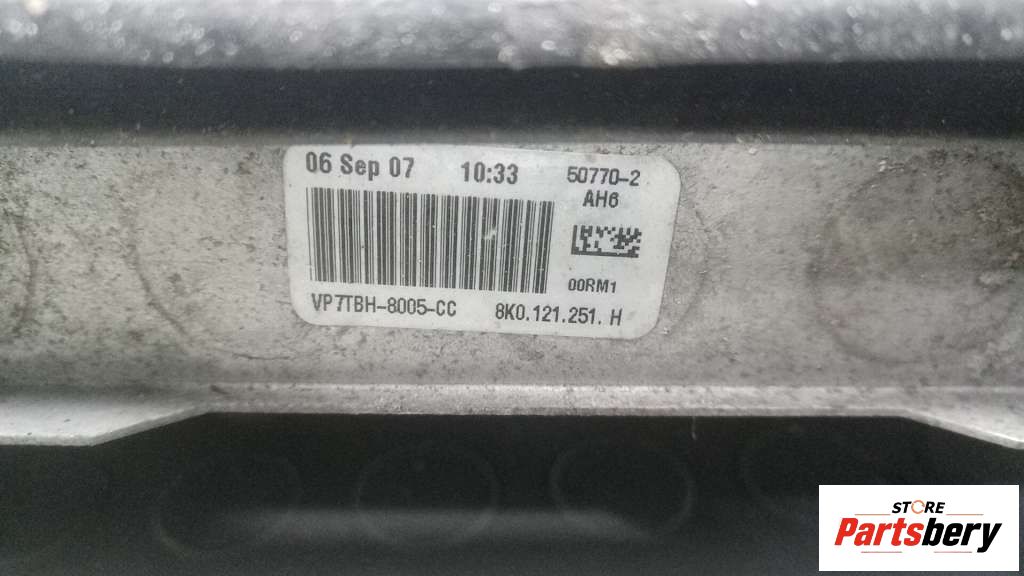 06 Sep 07 10:33 50770-2
AH6
00RM1
VP7TBH-8005-CC 8K0.121.251. H
STORE
Partsbery